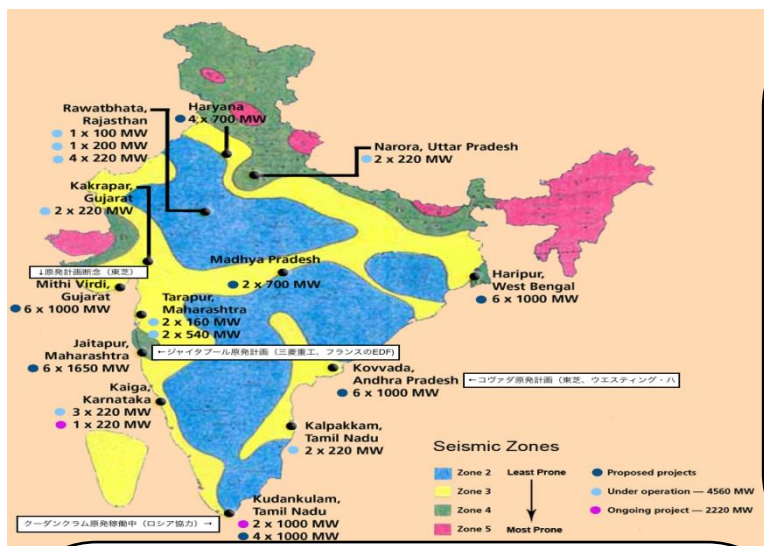 Rawatbhata,
Rajasthan
1 x 100 MW
1 x 200 MW
4 x 220 MW
Haryana
4 x 700 MW
Narora, Uttar Pradesh
2 x 220 MW
Kakrapar,
Gujarat
2 x 220 MW
↓原発計画断念（東芝）
Mithi Virdi,
Gujarat
6 x 1000 MW
Madhya Pradesh
2 x 700 MW
Haripur,
West Bengal
6 x 1000 MW
Tarapur,
Maharashtra
2 x 160 MW
2 x 540 MW
Jaitapur,
Maharashtra
6 x 1650 MW
←ジャイタプール原発計画（三菱重工、フランスのEDF)
Kovvada,
Andhra Pradesh
6 x 1000 MW
←コヴァダ原発計画（東芝、ウエスティング・ハ
Kaiga,
Karnataka
3 x 220 MW
1 x 220 MW
Kalpakkam,
Tamil Nadu
2 x 220 MW
Kudankulam,
Tamil Nadu
2 x 1000 MW
4 x 1000 MW
クーダンクラム原発稼働中（ロシア協力）→
Seismic Zones
Zone 2
Zone 3
Zone 4
Zone 5
Least Prone
Most Prone
Proposed projects
Under operation — 4560 MW
Ongoing project — 2220 MW